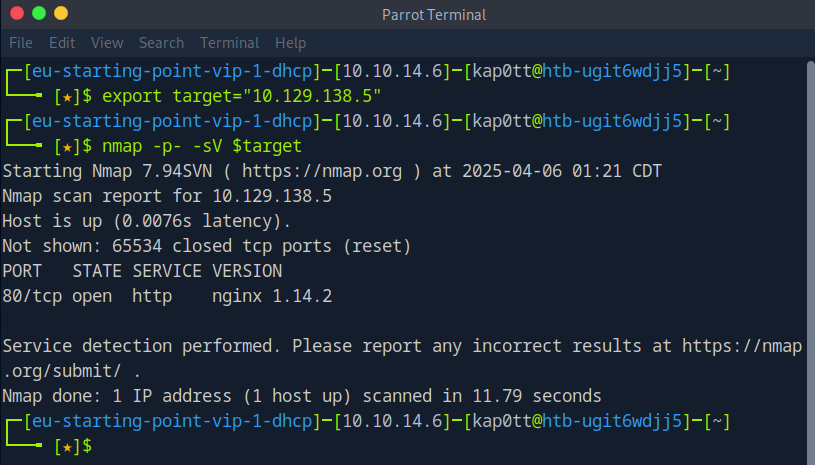 Parrot Terminal
File Edit View Search Terminal Help
┌─[eu-starting-point-vip-1-dhcp]─[10.10.14.6]─[kap0tt@htb-ugit6wdjj5]─[~]
└──╼ [★]$ export target="10.129.138.5"
┌─[eu-starting-point-vip-1-dhcp]─[10.10.14.6]─[kap0tt@htb-ugit6wdjj5]─[~]
└──╼ [★]$ nmap -p- -sV $target
Starting Nmap 7.94SVN ( https://nmap.org ) at 2025-04-06 01:21 CDT
Nmap scan report for 10.129.138.5
Host is up (0.0076s latency).
Not shown: 65534 closed tcp ports (reset)
PORT   STATE SERVICE VERSION
80/tcp open  http    nginx 1.14.2
Service detection performed. Please report any incorrect results at https://nmap
.org/submit/ .
Nmap done: 1 IP address (1 host up) scanned in 11.79 seconds
┌─[eu-starting-point-vip-1-dhcp]─[10.10.14.6]─[kap0tt@htb-ugit6wdjj5]─[~]
└──╼ [★]$